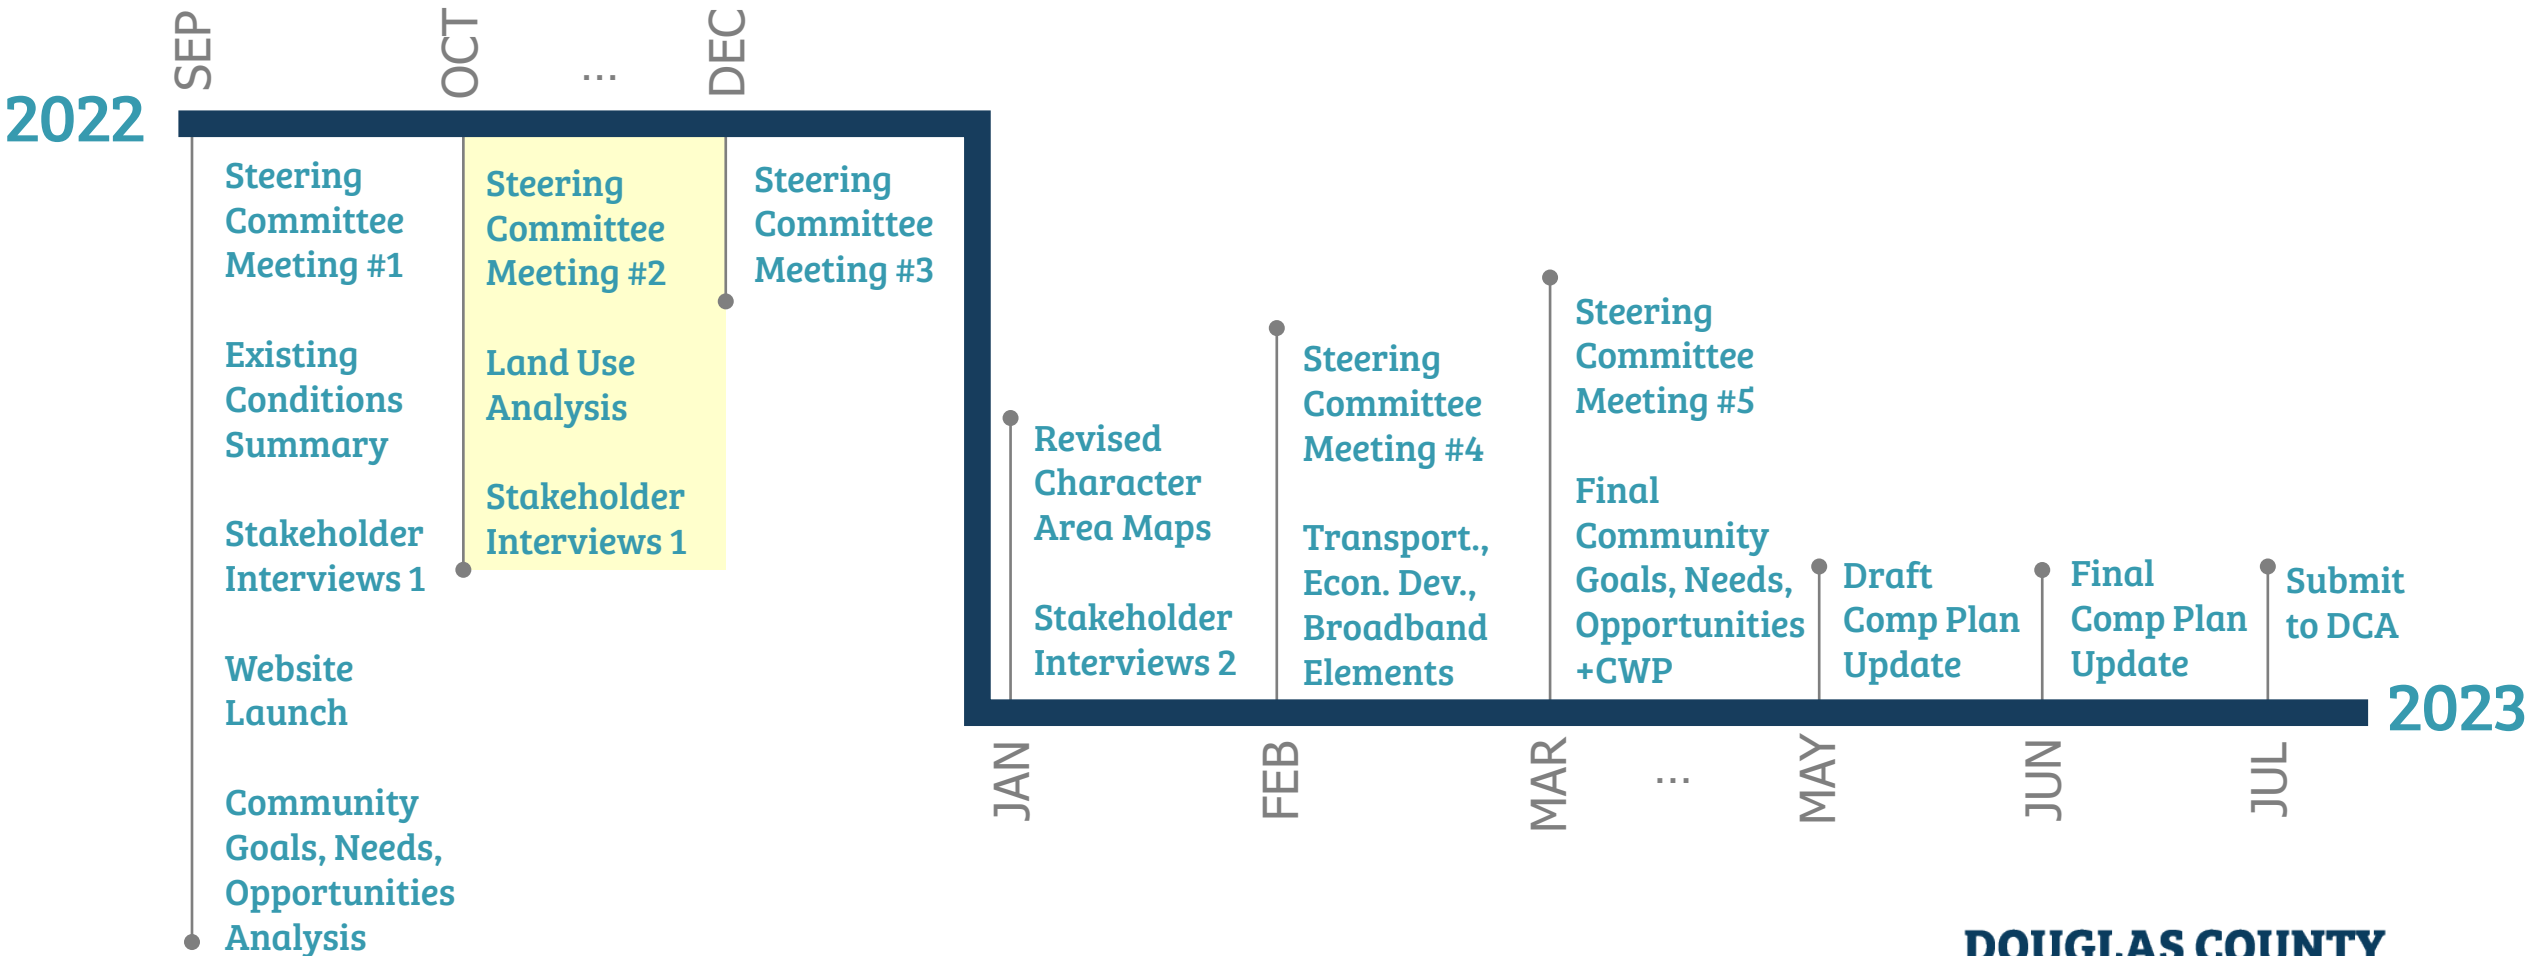 SEP
OCT
...
DEC
2022
Steering
Committee
Meeting #1
Existing
Conditions
Summary
Stakeholder
Interviews 1
Website
Launch
Community
Goals, Needs,
Opportunities
Analysis
Steering
Committee
Meeting #2
Land Use
Analysis
Stakeholder
Interviews 1
Steering
Committee
Meeting #3
Revised
Character
Area Maps
Stakeholder
Interviews 2
Steering
Committee
Meeting #4
Transport.,
Econ. Dev.,
Broadband
Elements
Steering
Committee
Meeting #5
Final
Community
Goals, Needs,
Opportunities
+CWP
Draft
Comp Plan
Update
Final
Comp Plan
Update
Submit
to DCA
2023
JAN
FEB
MAR
...
MAY
JUN
JUL
DOUGLAS COUNTY